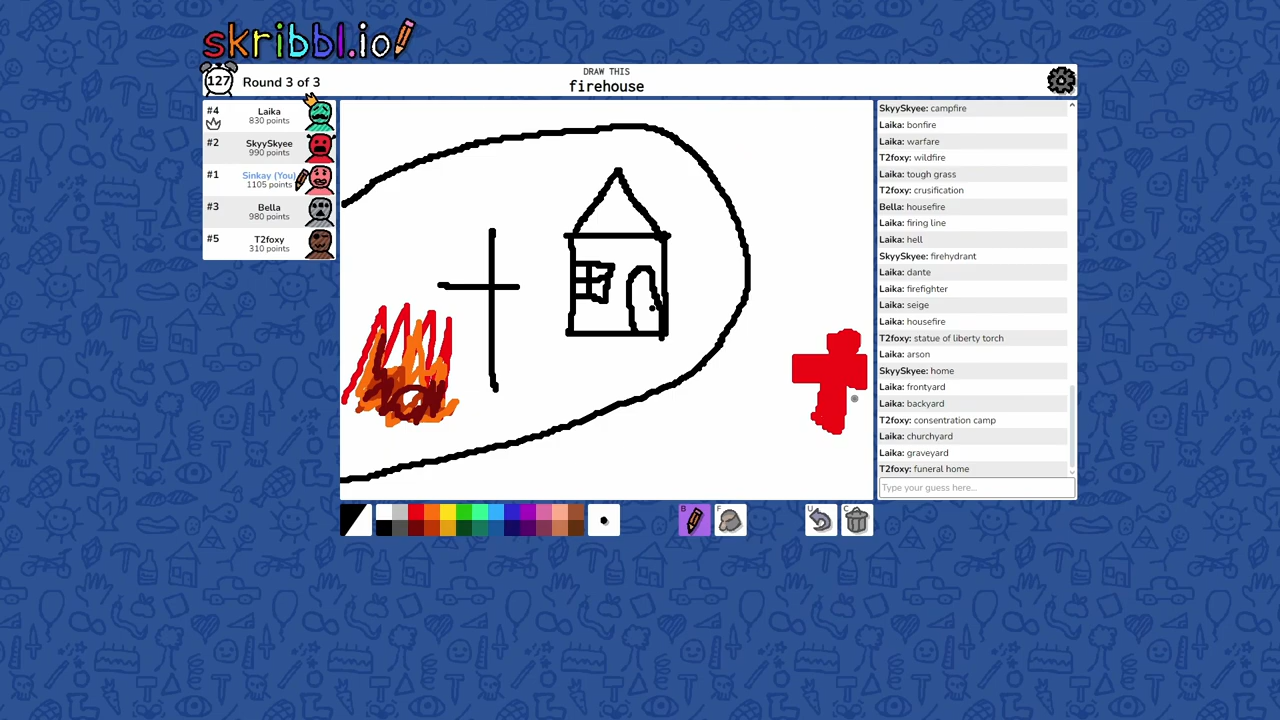 skribbl.io
127
Round 3 of 3
DRAW THIS
firehouse
#4
Laika
830 points
#2
SkyySkyee
990 points
#1
Sinkay (You)
1105 points
#3
Bella
980 points
#5
T2foxy
310 points
SkyySkyee: campfire
Laika: bonfire
Laika: warfare
T2foxy: wildfire
Laika: tough grass
T2foxy: crusification
Bella: housefire
Laika: firing line
Laika: hell
SkyySkyee: firehydrant
Laika: dante
Laika: firefighter
Laika: seige
Laika: housefire
T2foxy: statue of liberty torch
Laika: arson
SkyySkyee: home
Laika: frontyard
Laika: backyard
T2foxy: consentration camp
Laika: churchyard
Laika: graveyard
T2foxy: funeral home
Type your guess here...
B
F
U
C